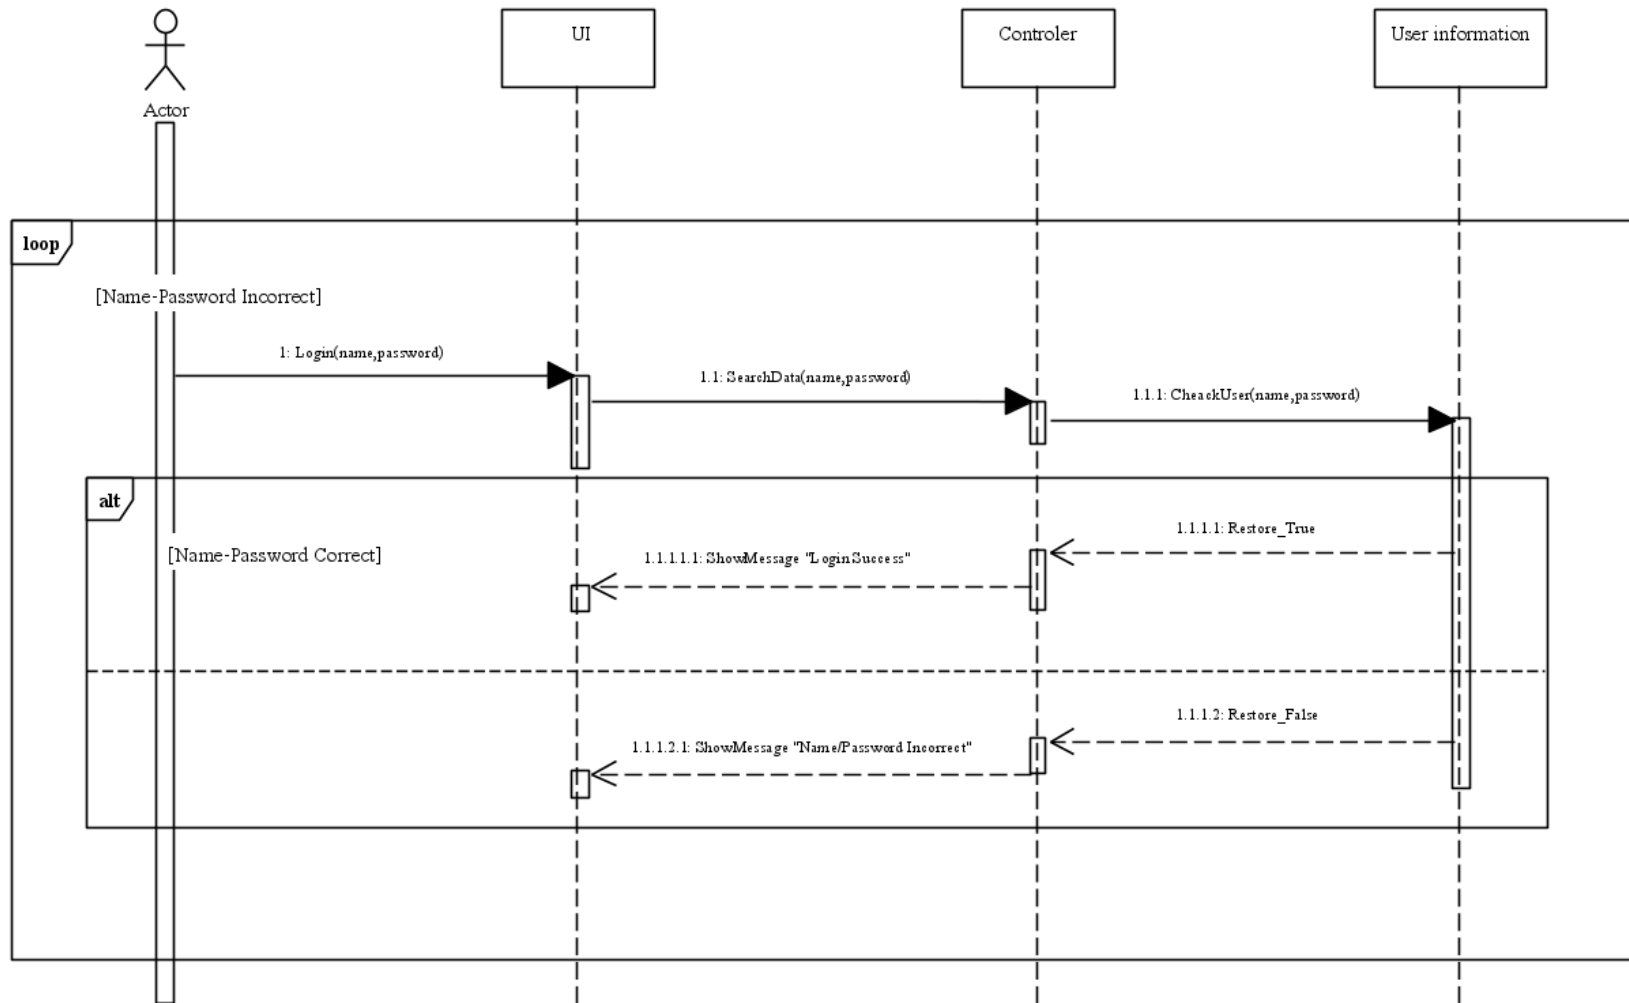 UI
Controler
User information
Actor
loop
[Name-Password Incorrect]
1: Login(name,password)
1.1: SearchData(name,password)
1.1.1: CheackUser(name,password)
alt
[Name-Password Correct]
1.1.1.1: Restore_True
1.1.1.1.1: ShowMessage "LoginSuccess"
1.1.1.2: Restore_False
1.1.1.2.1: ShowMessage "Name/Password Incorrect"